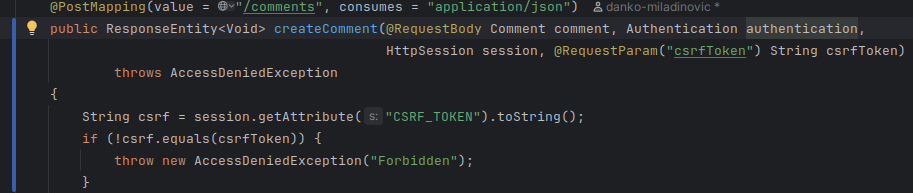 @PostMapping(value = "/comments", consumes = "application/json") danko-miladinovic *
public ResponseEntity<Void> createComment(@RequestBody Comment comment, Authentication authentication,
HttpSession session, @RequestParam("csrfToken") String csrfToken)
throws AccessDeniedException
{
String csrf = session.getAttribute( s: "CSRF_TOKEN").toString();
if (!csrf.equals(csrfToken)) {
throw new AccessDeniedException("Forbidden");
}